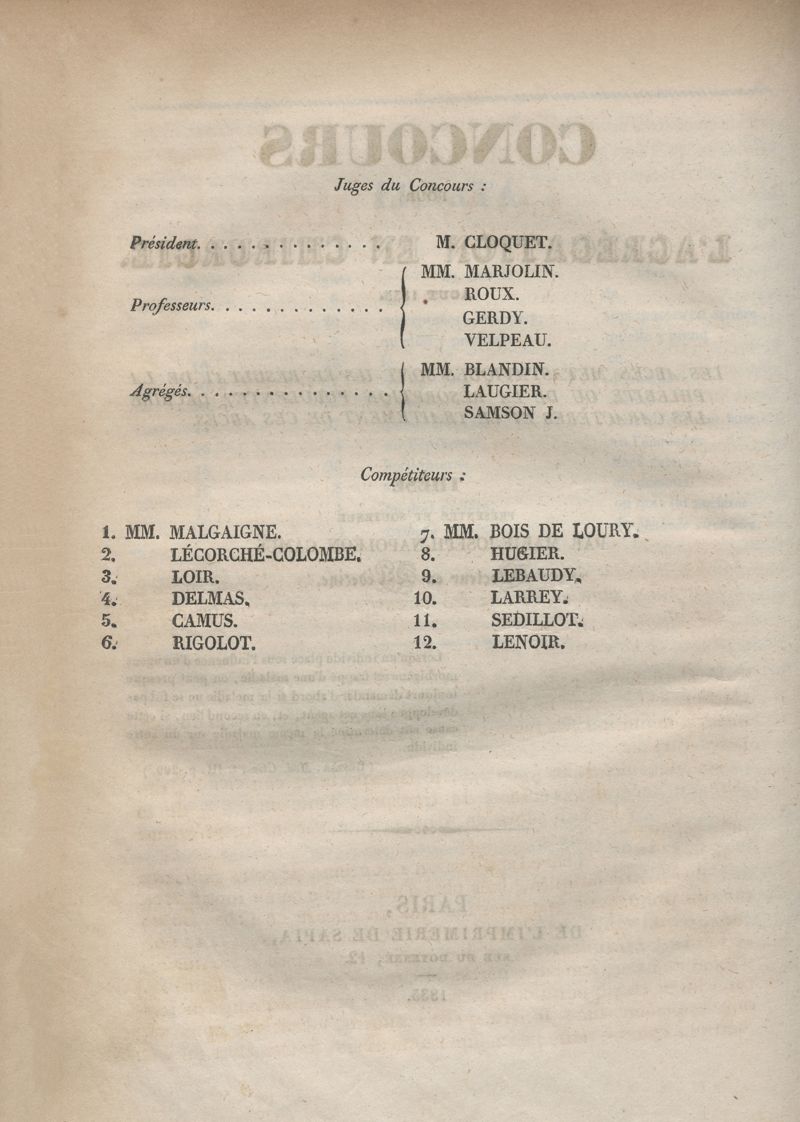 Juges du Concours :
Président. . . . . . . . . . . . . . M. CLOQUET.
MM. MARJOLIN.
Professeurs. . . . . . . . . . . . . ROUX.
GERDY.
VELPEAU.
MM. BLANDIN.
Agrégés. . . . . . . . . . . . . . . LAUGIER.
SAMSON J.
Compétiteurs :
1. MM. MALGAIGNE.
2. LÉCORCHÉ-COLOMBE.
3. LOIR.
4. DELMAS.
5. CAMUS.
6. RIGOLOT.
7. MM. BOIS DE LOURY.
8. HUGIER.
9. LEBAUDY.
10. LARREY.
11. SEDILLOT.
12. LENOIR.